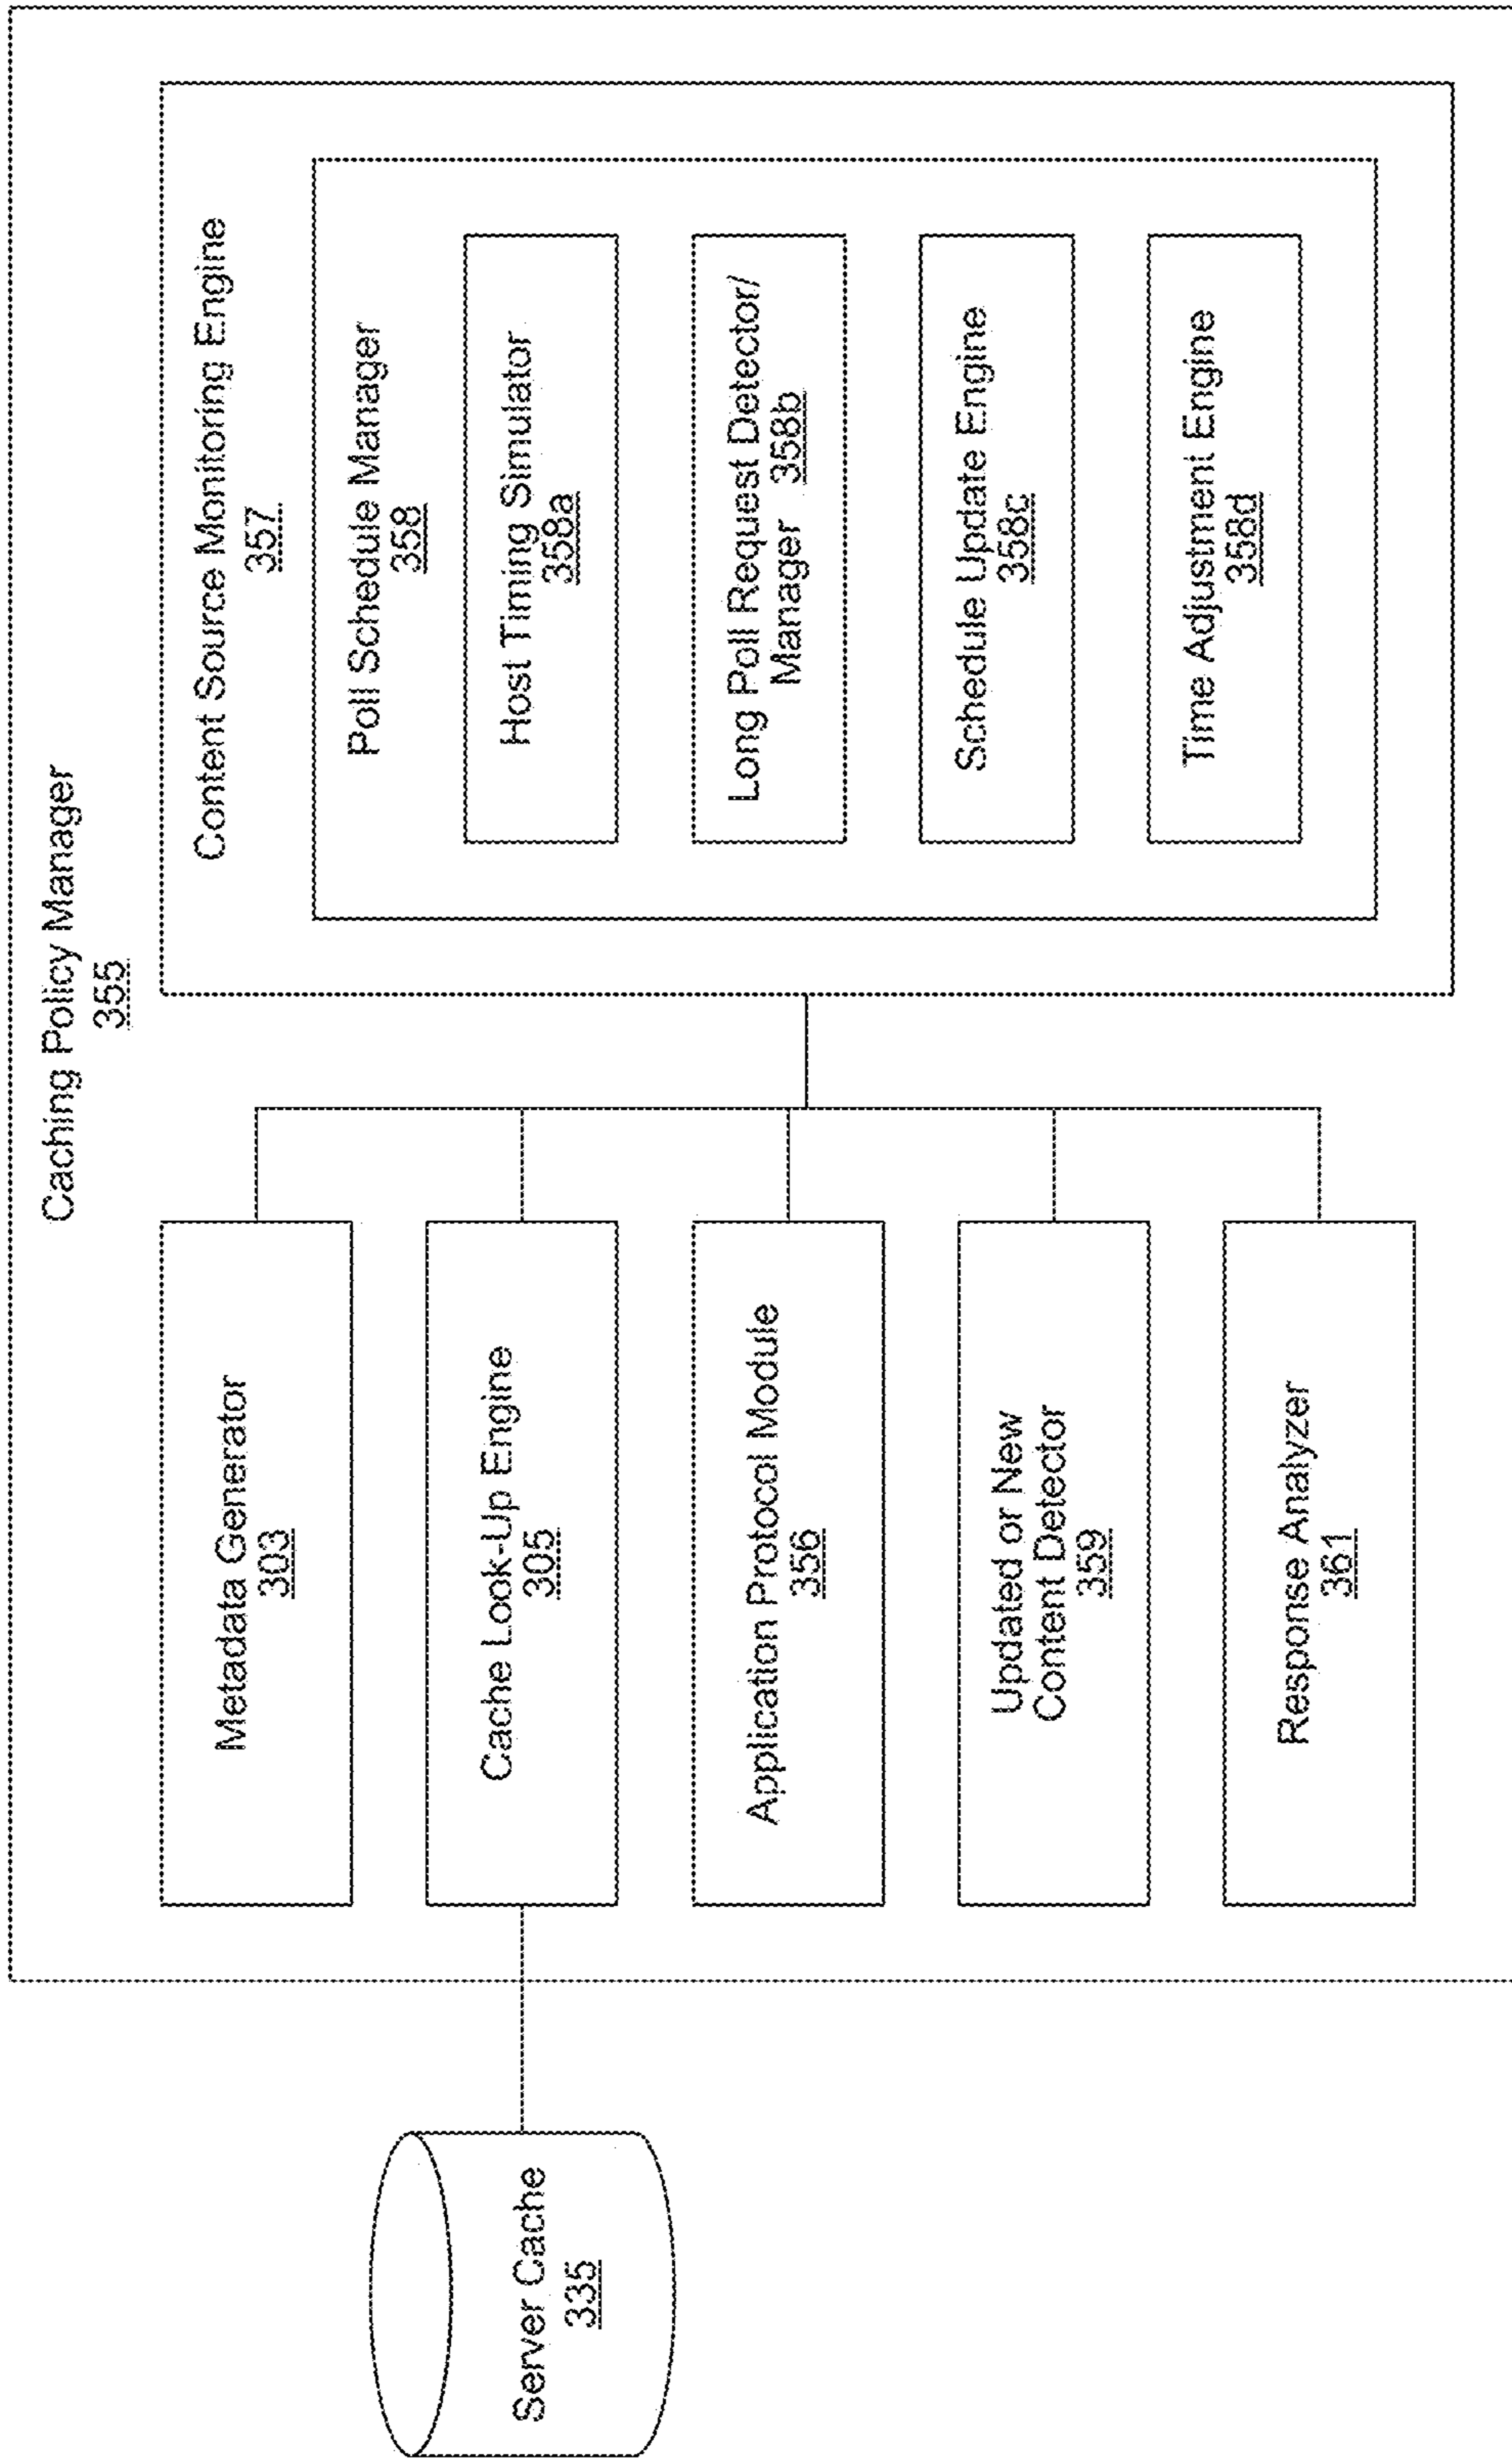 Caching Policy Manager
355
Server Cache
335
Metadata Generator
303
Cache Look-Up Engine
305
Application Protocol Module
356
Updated or New
Content Detector
359
Response Analyzer
361
Content Source Monitoring Engine
357
Poll Schedule Manager
358
Host Timing Simulator
358a
Long Poll Request Detector/
Manager 358b
Schedule Update Engine
358c
Time Adjustment Engine
358d